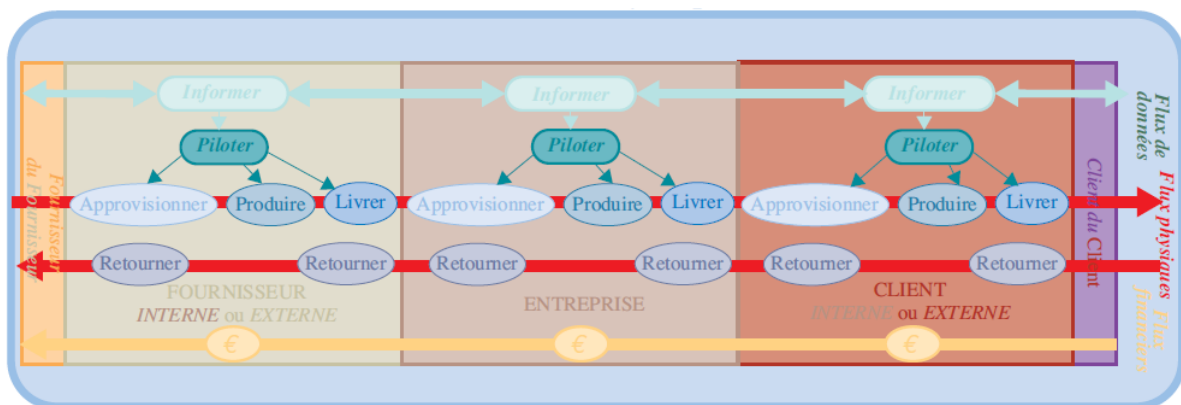 Informer
Informer
Informer
Piloter
Piloter
Piloter
Approvisionner
Produire
Livrer
Approvisionner
Produire
Livrer
Approvisionner
Produire
Livrer
Retourner
Retourner
Retourner
Retourner
Retourner
Retourner
FOURNISSEUR
INTERNE ou EXTERNE
ENTREPRISE
CLIENT
INTERNE ou EXTERNE
€
€
€
Fournisseur
du Fournisseur
Client du Client
Flux de
données
Flux physiques
Flux
financiers